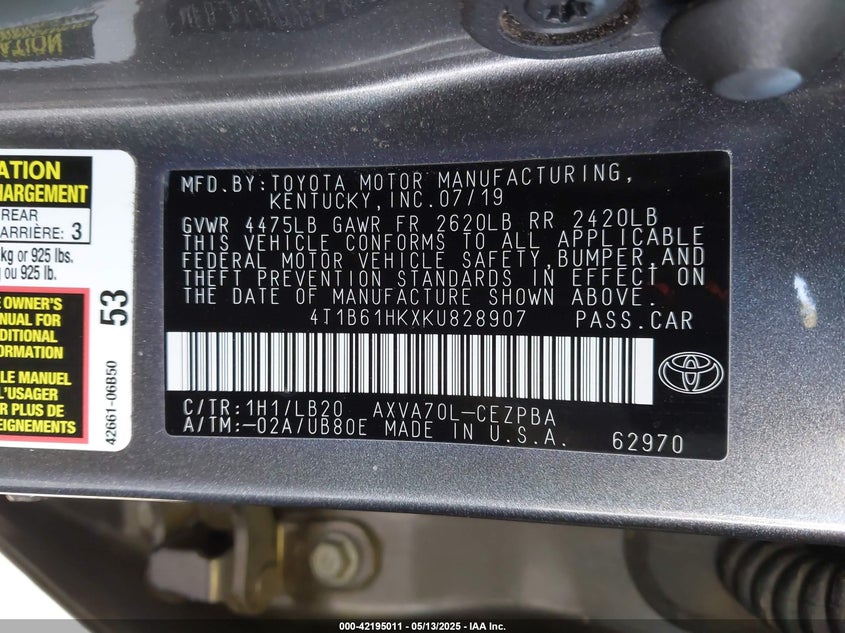 ATION
HARGEMENT
REAR
ARRIÈRE: 3
kg or 925 lbs.
ou 925 lb.
E OWNER'S
NUAL FOR
DITIONAL
FORMATION
LE MANUEL
L'USAGER
R PLUS DE
EIGNEMENTS
53
42661-06B50
MFD.BY:TOYOTA MOTOR MANUFACTURING,
KENTUCKY,INC.07/19
GVWR 4475LB GAWR FR 2620LB RR 2420LB
THIS VEHICLE CONFORMS TO ALL APPLICABLE
FEDERAL MOTOR VEHICLE SAFETY,BUMPER,AND
THEFT PREVENTION STANDARDS IN EFFECT ON
THE DATE OF MANUFACTURE SHOWN ABOVE.
4T1B61HKXKU828907 PASS.CAR
C/TR:1H1/LB20 AXVA70L-CEZPBA
A/TM:-02A/UB80E MADE IN U.S.A. 62970
000-42195011 - 05/13/2025 - IAA Inc.